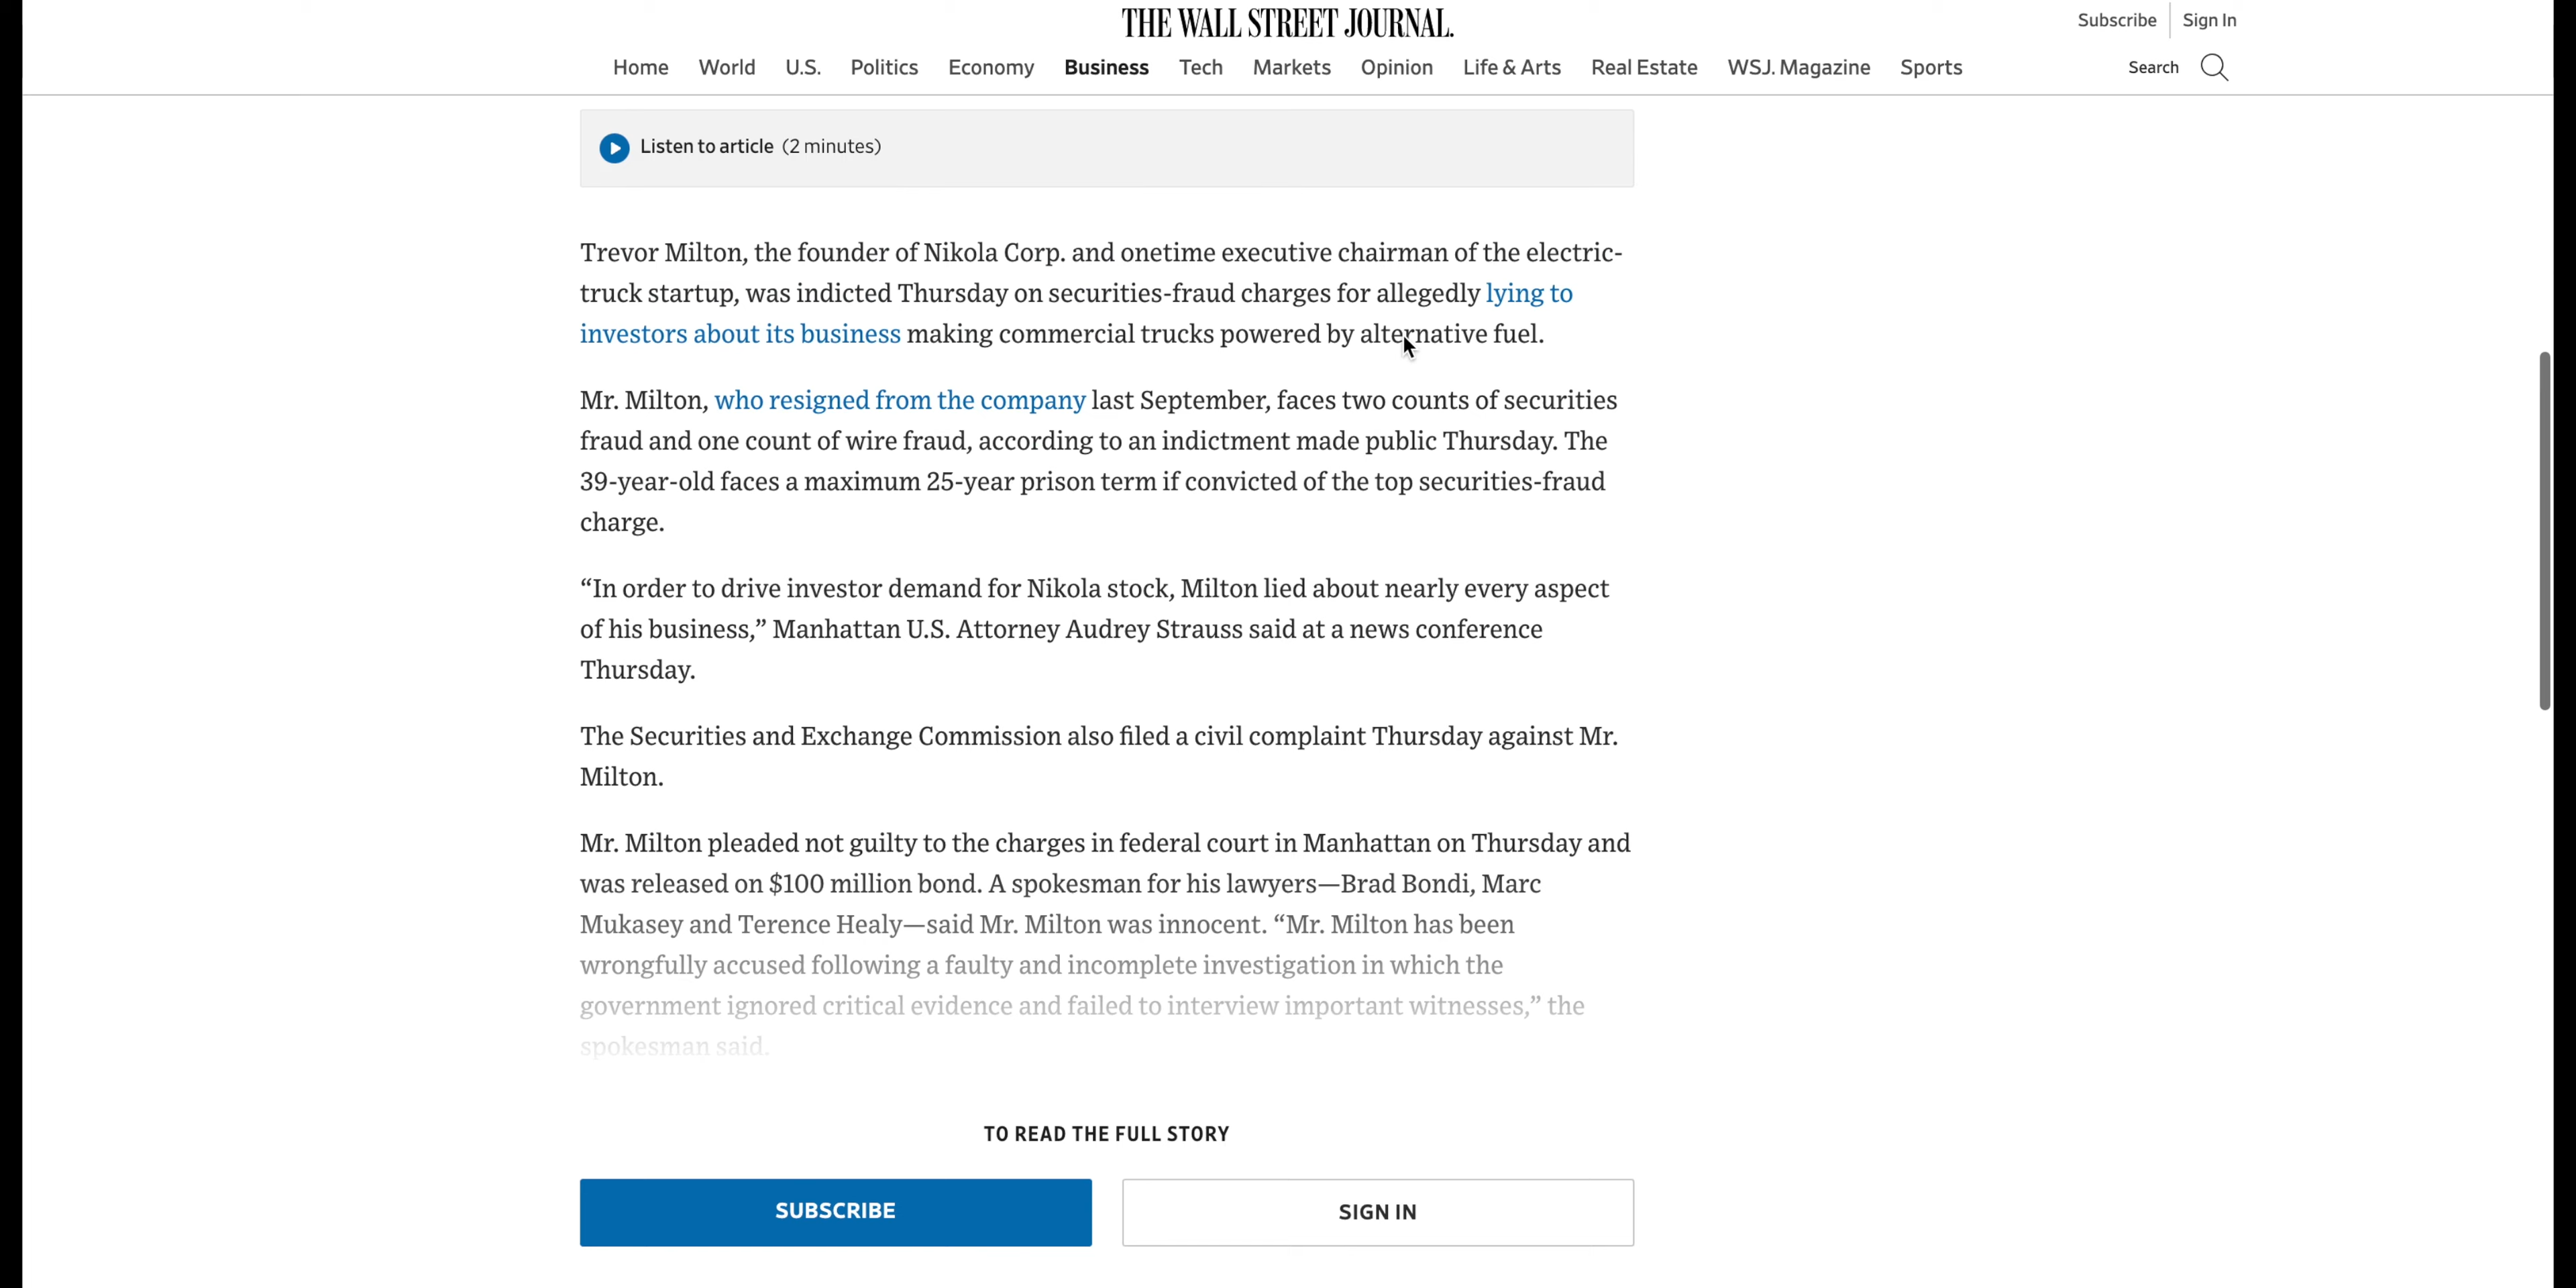 THE WALL STREET JOURNAL.
Subscribe
Sign In
Home World U.S. Politics Economy Business Tech Markets Opinion Life & Arts Real Estate WSJ. Magazine Sports
Search
Listen to article (2 minutes)
Trevor Milton, the founder of Nikola Corp. and onetime executive chairman of the electric-
truck startup, was indicted Thursday on securities-fraud charges for allegedly lying to
investors about its business making commercial trucks powered by alternative fuel.
Mr. Milton, who resigned from the company last September, faces two counts of securities
fraud and one count of wire fraud, according to an indictment made public Thursday. The
39-year-old faces a maximum 25-year prison term if convicted of the top securities-fraud
charge.
“In order to drive investor demand for Nikola stock, Milton lied about nearly every aspect
of his business,” Manhattan U.S. Attorney Audrey Strauss said at a news conference
Thursday.
The Securities and Exchange Commission also filed a civil complaint Thursday against Mr.
Milton.
Mr. Milton pleaded not guilty to the charges in federal court in Manhattan on Thursday and
was released on $100 million bond. A spokesman for his lawyers—Brad Bondi, Marc
Mukasey and Terence Healy—said Mr. Milton was innocent. “Mr. Milton has been
wrongfully accused following a faulty and incomplete investigation in which the
government ignored critical evidence and failed to interview important witnesses,” the
spokesman said.
TO READ THE FULL STORY
SUBSCRIBE
SIGN IN